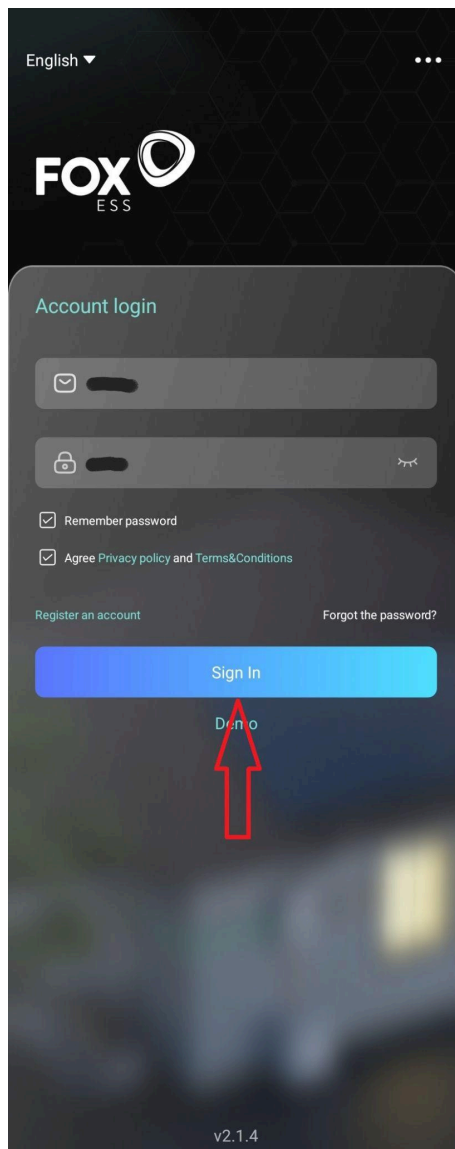 English
FOX
ESS
Account login
Remember password
Agree Privacy policy and Terms&Conditions
Register an account Forgot the password?
Sign In
Demo
v2.1.4